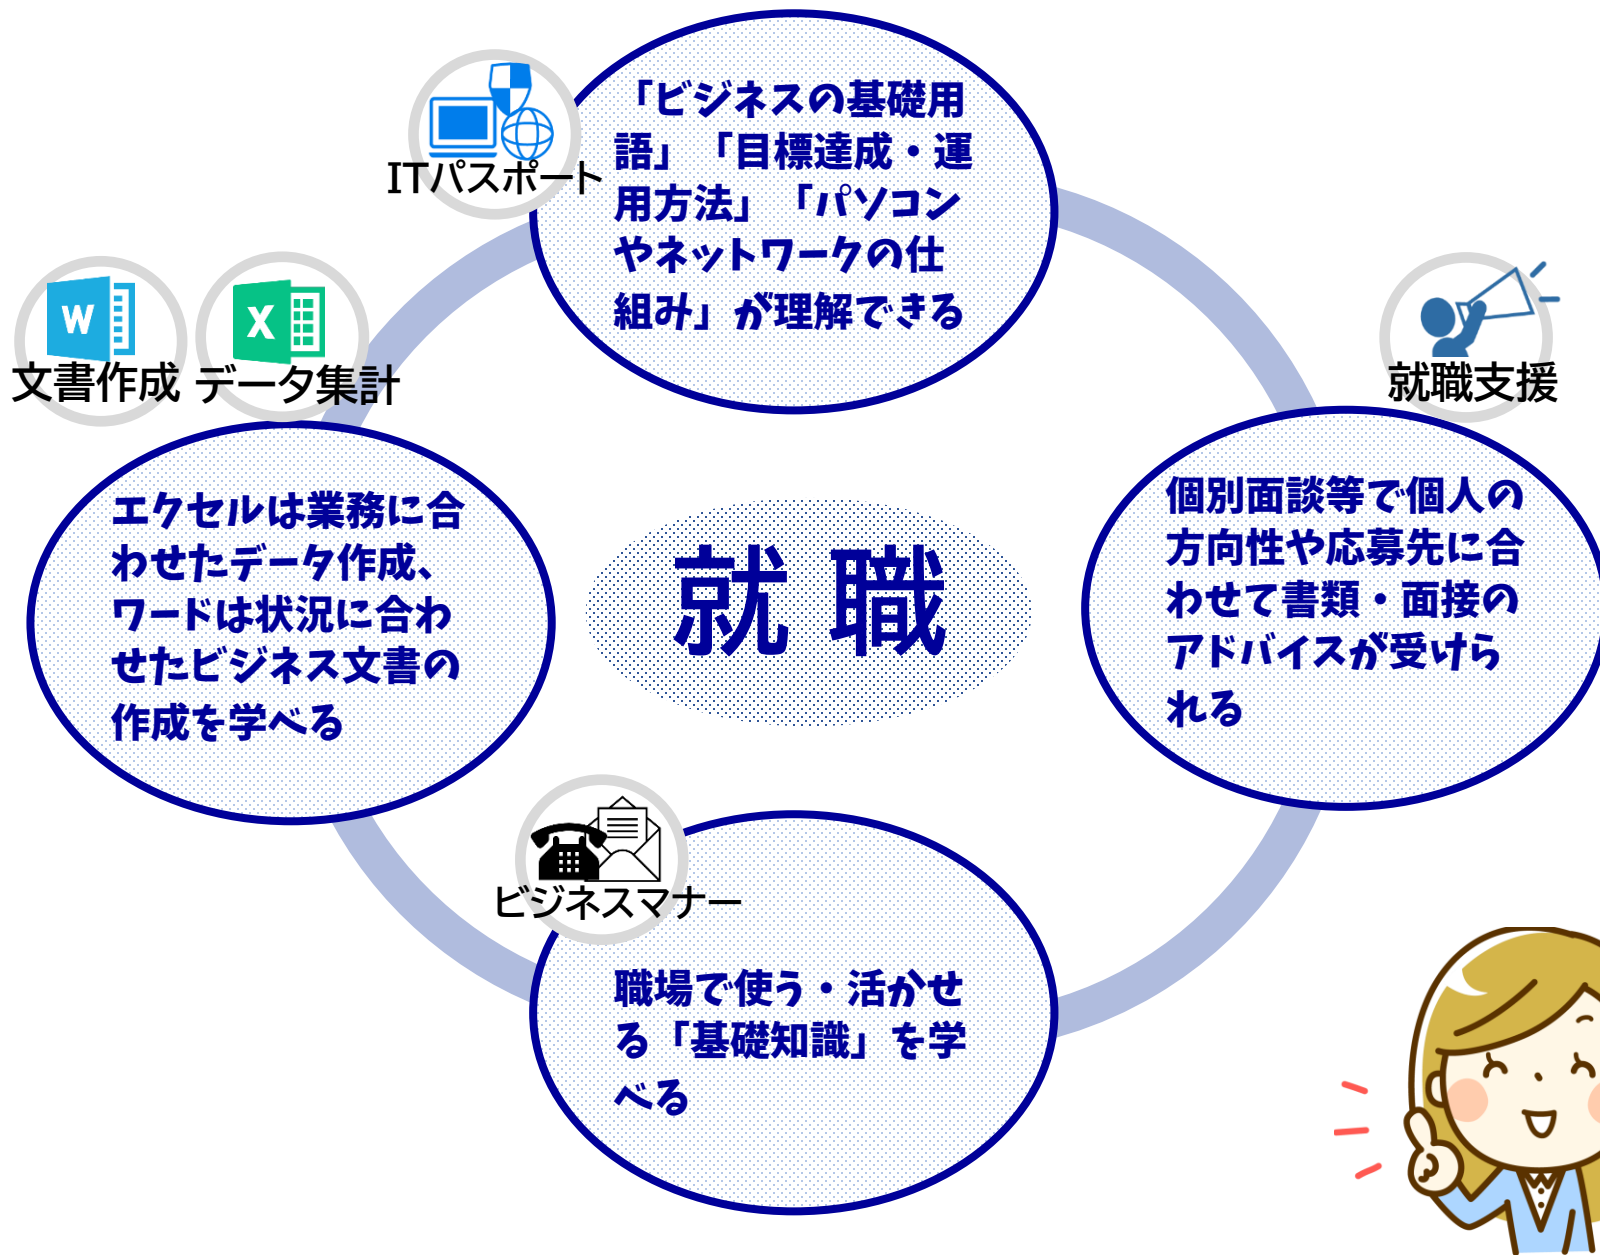 ITパスポート
「ビジネスの基礎用
語」「目標達成・運
用方法」「パソコン
やネットワークの仕
組み」が理解できる
W
X
文書作成
データ集計
エクセルは業務に合
わせたデータ作成、
ワードは状況に合わ
せたビジネス文書の
作成を学べる
就職
就職支援
個別面談等で個人の
方向性や応募先に合
わせて書類・面接の
アドバイスが受けら
れる
ビジネスマナー
職場で使う・活かせ
る「基礎知識」を学
べる